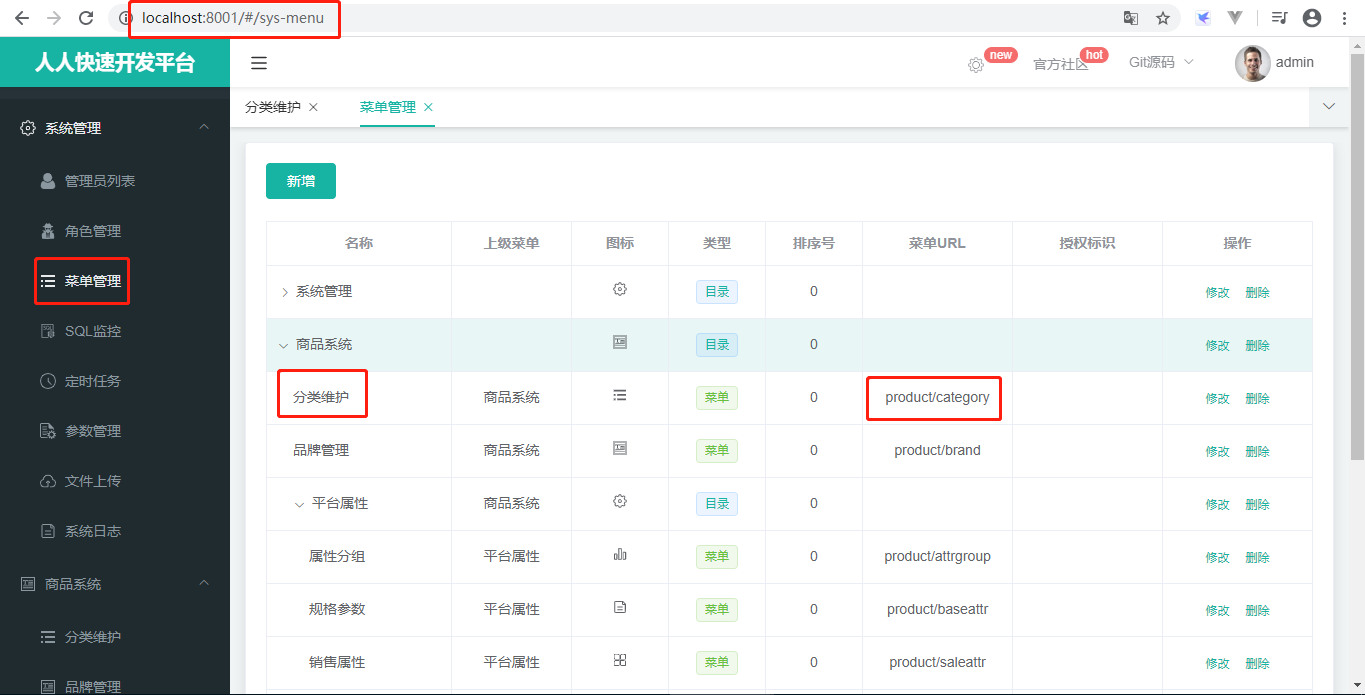 localhost:8001/#/sys-menu
人人快速开发平台
new
官方社区
hot
Git源码
admin
分类维护
菜单管理
系统管理
管理员列表
角色管理
菜单管理
SQL监控
定时任务
参数管理
文件上传
系统日志
商品系统
分类维护
品牌管理
新增
名称 上级菜单 图标 类型 排序号 菜单URL 授权标识 操作
系统管理 目录 0 修改 删除
商品系统 目录 0 修改 删除
分类维护 商品系统 菜单 0 product/category 修改 删除
品牌管理 商品系统 菜单 0 product/brand 修改 删除
平台属性 商品系统 目录 0 修改 删除
属性分组 平台属性 菜单 0 product/attrgroup 修改 删除
规格参数 平台属性 菜单 0 product/baseattr 修改 删除
销售属性 平台属性 菜单 0 product/saleattr 修改 删除